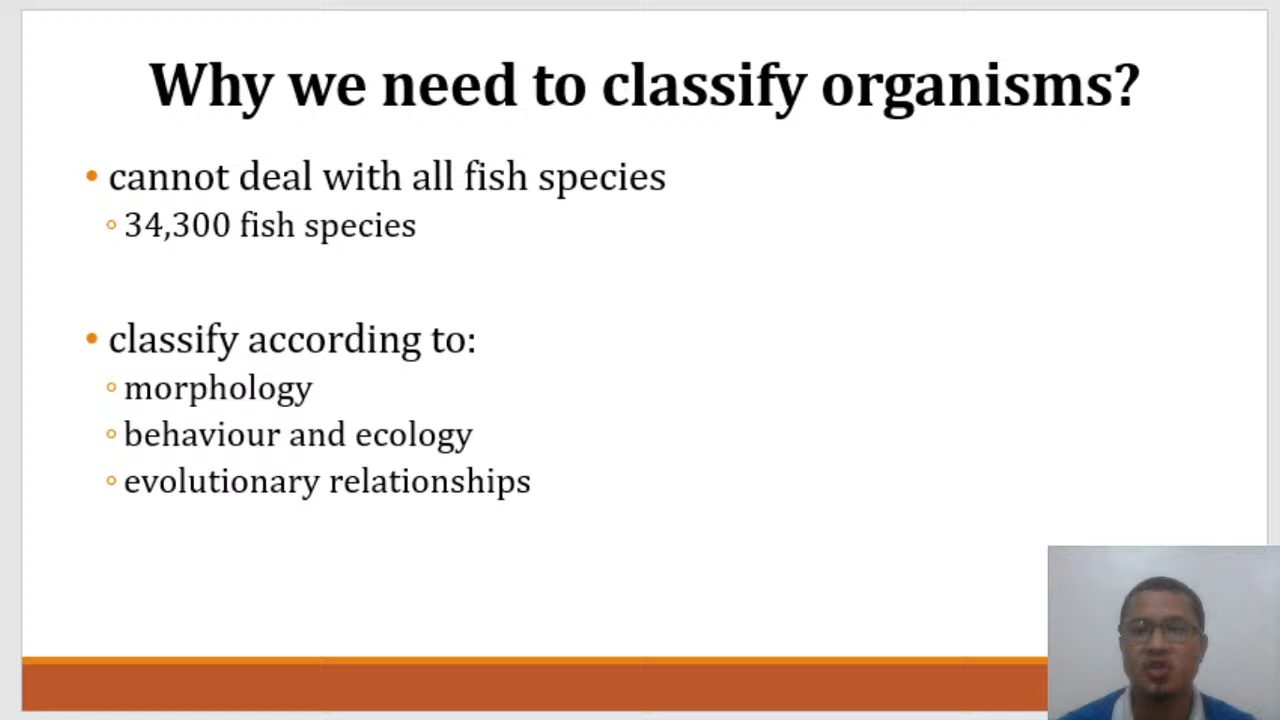 Why we need to classify organisms?
• cannot deal with all fish species
◦ 34,300 fish species
• classify according to:
◦ morphology
◦ behaviour and ecology
◦ evolutionary relationships